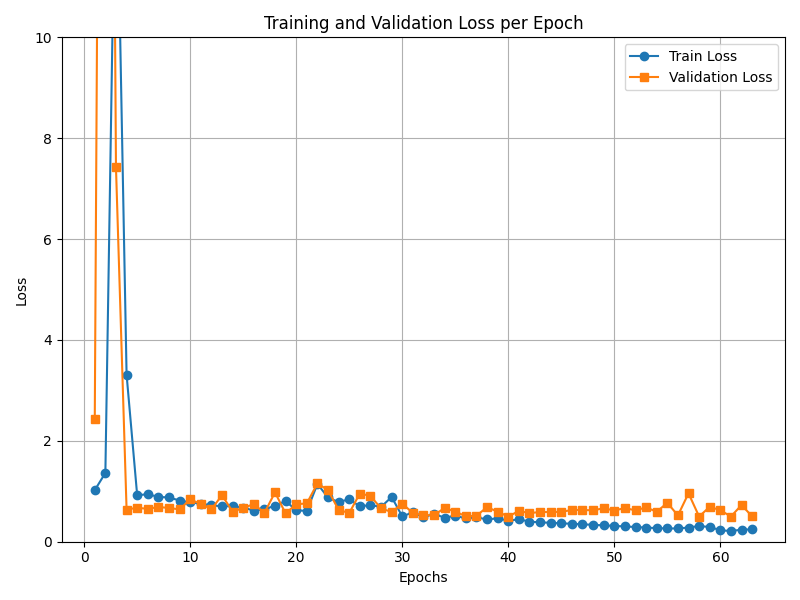 Training and Validation Loss per Epoch
Train Loss
Validation Loss
10
8
6
4
2
0
Loss
0 10 20 30 40 50 60
Epochs